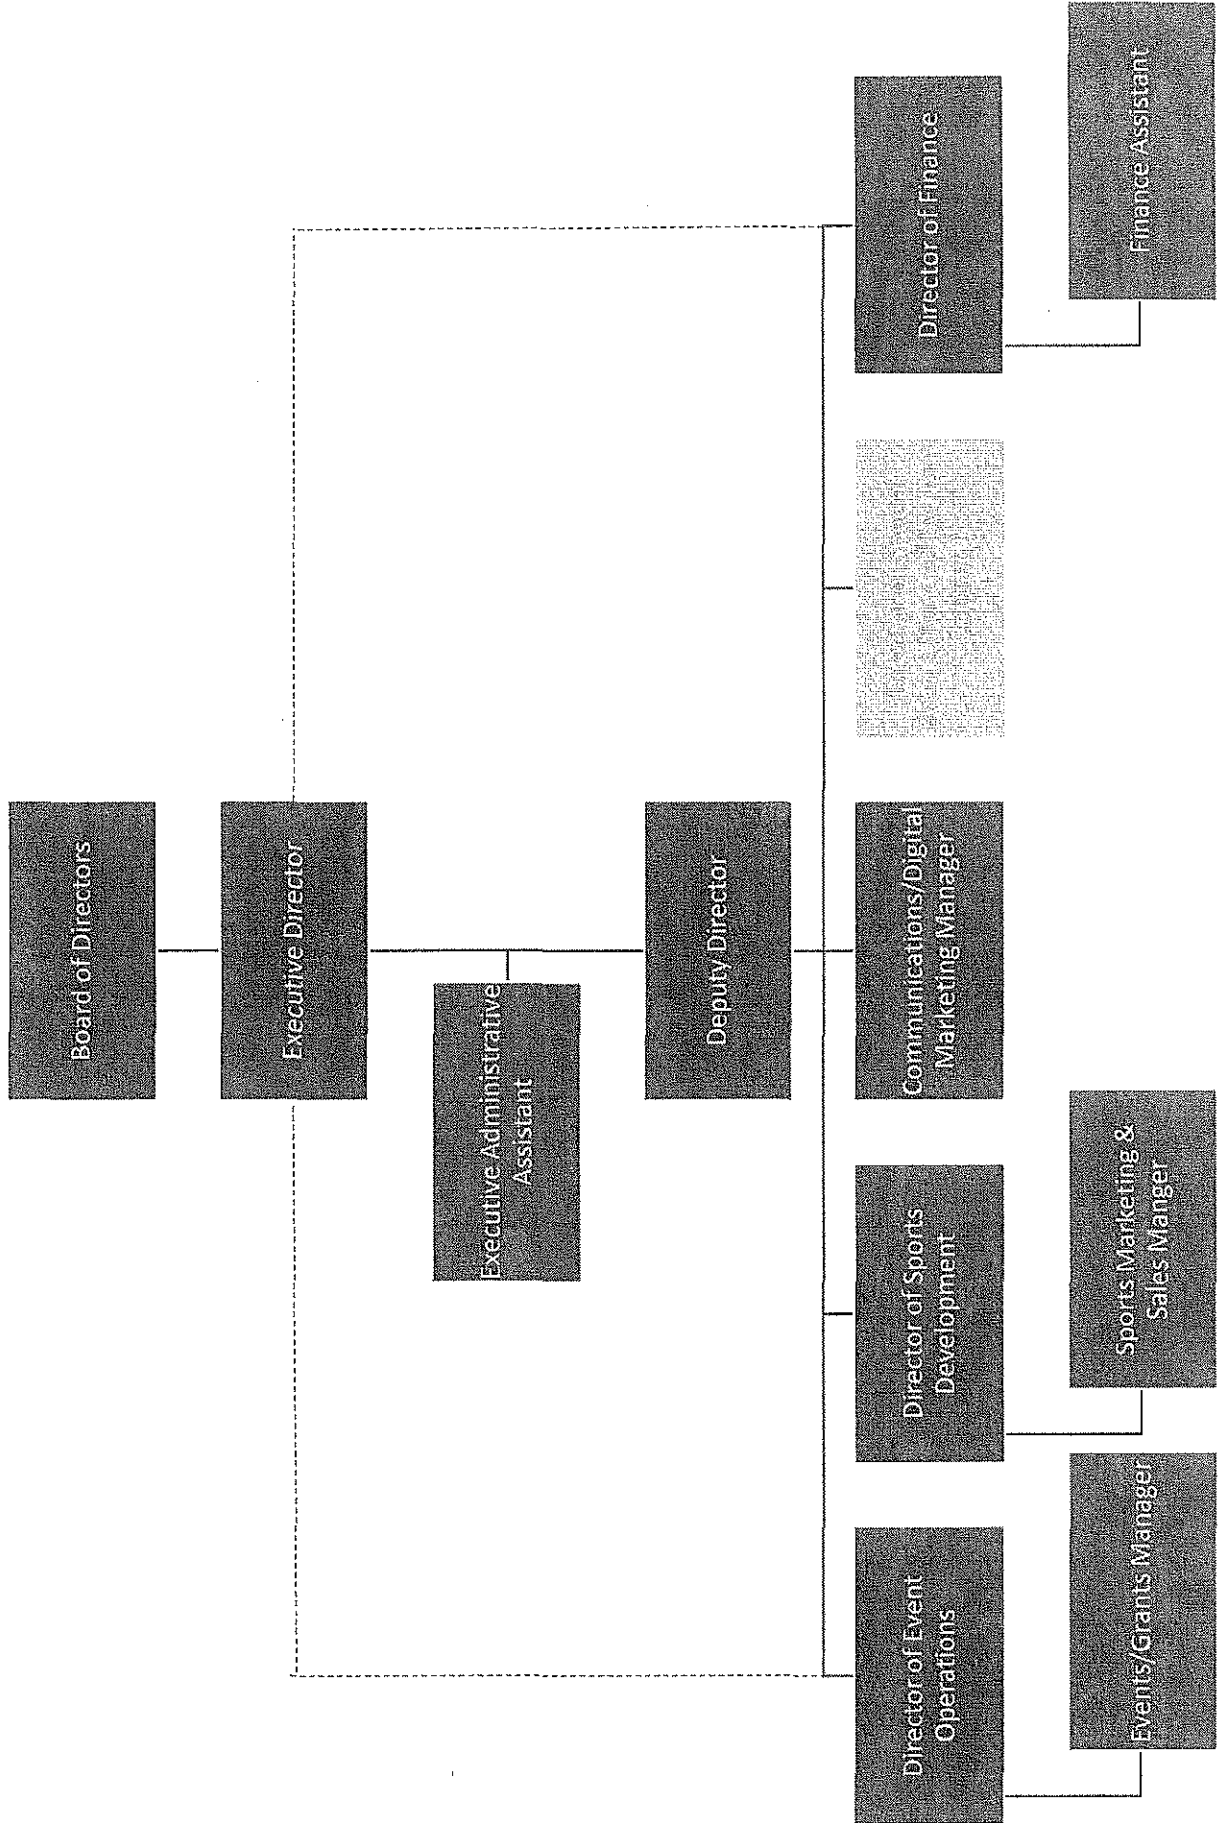 Board of Directors
Executive Director
Executive Administrative
Assistant
Deputy Director
Director of Event
Operations
Director of Sports
Development
Communications/Digital
Marketing Manager
Director of Finance
Events/Grants Manager
Sports Marketing &
Sales Manger
Finance Assistant